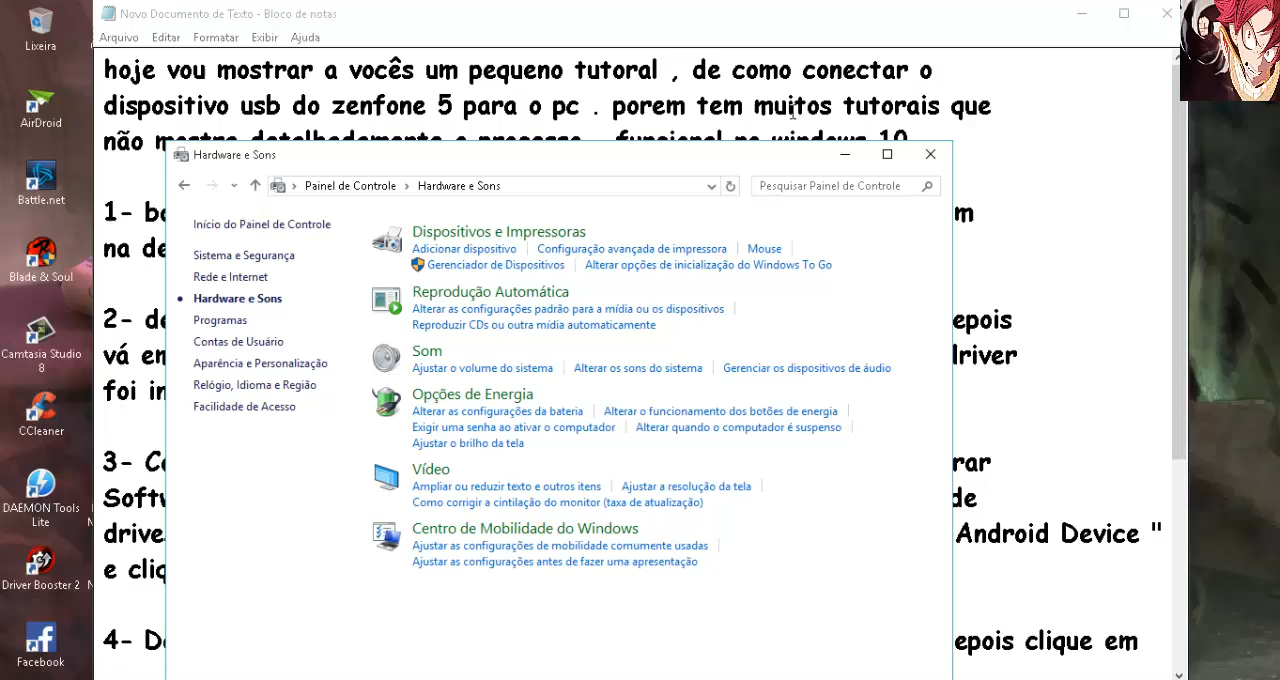 Lixeira
AirDroid
Battle.net
Blade & Soul
Camtasia Studio
8
CCleaner
DAEMON Tools
Lite
Driver Booster 2
Facebook
Novo Documento de Texto - Bloco de notas
Arquivo Editar Formatar Exibir Ajuda
hoje vou mostrar a vocês um pequeno tutoral , de como conectar o
dispositivo usb do zenfone 5 para o pc . porem tem muitos tutorais que
não mostra detalhadamente o processo . funcional no windows 10
1- m
na de
2- de epois
vá em driver
foi in
3- Co rar
Softw de
drive Android Device "
e cliq
4- De epois clique em
Hardware e Sons
Painel de Controle > Hardware e Sons
Pesquisar Painel de Controle
Início do Painel de Controle
Sistema e Segurança
Rede e Internet
Hardware e Sons
Programas
Contas de Usuário
Aparência e Personalização
Relógio, Idioma e Região
Facilidade de Acesso
Dispositivos e Impressoras
Adicionar dispositivo Configuração avançada de impressora Mouse
Gerenciador de Dispositivos Alterar opções de inicialização do Windows To Go
Reprodução Automática
Alterar as configurações padrão para a mídia ou os dispositivos
Reproduzir CDs ou outra mídia automaticamente
Som
Ajustar o volume do sistema Alterar os sons do sistema Gerenciar os dispositivos de áudio
Opções de Energia
Alterar as configurações da bateria Alterar o funcionamento dos botões de energia
Exigir uma senha ao ativar o computador Alterar quando o computador é suspenso
Ajustar o brilho da tela
Vídeo
Ampliar ou reduzir texto e outros itens Ajustar a resolução da tela
Como corrigir a cintilação do monitor (taxa de atualização)
Centro de Mobilidade do Windows
Ajustar as configurações de mobilidade comumente usadas
Ajustar as configurações antes de fazer uma apresentação